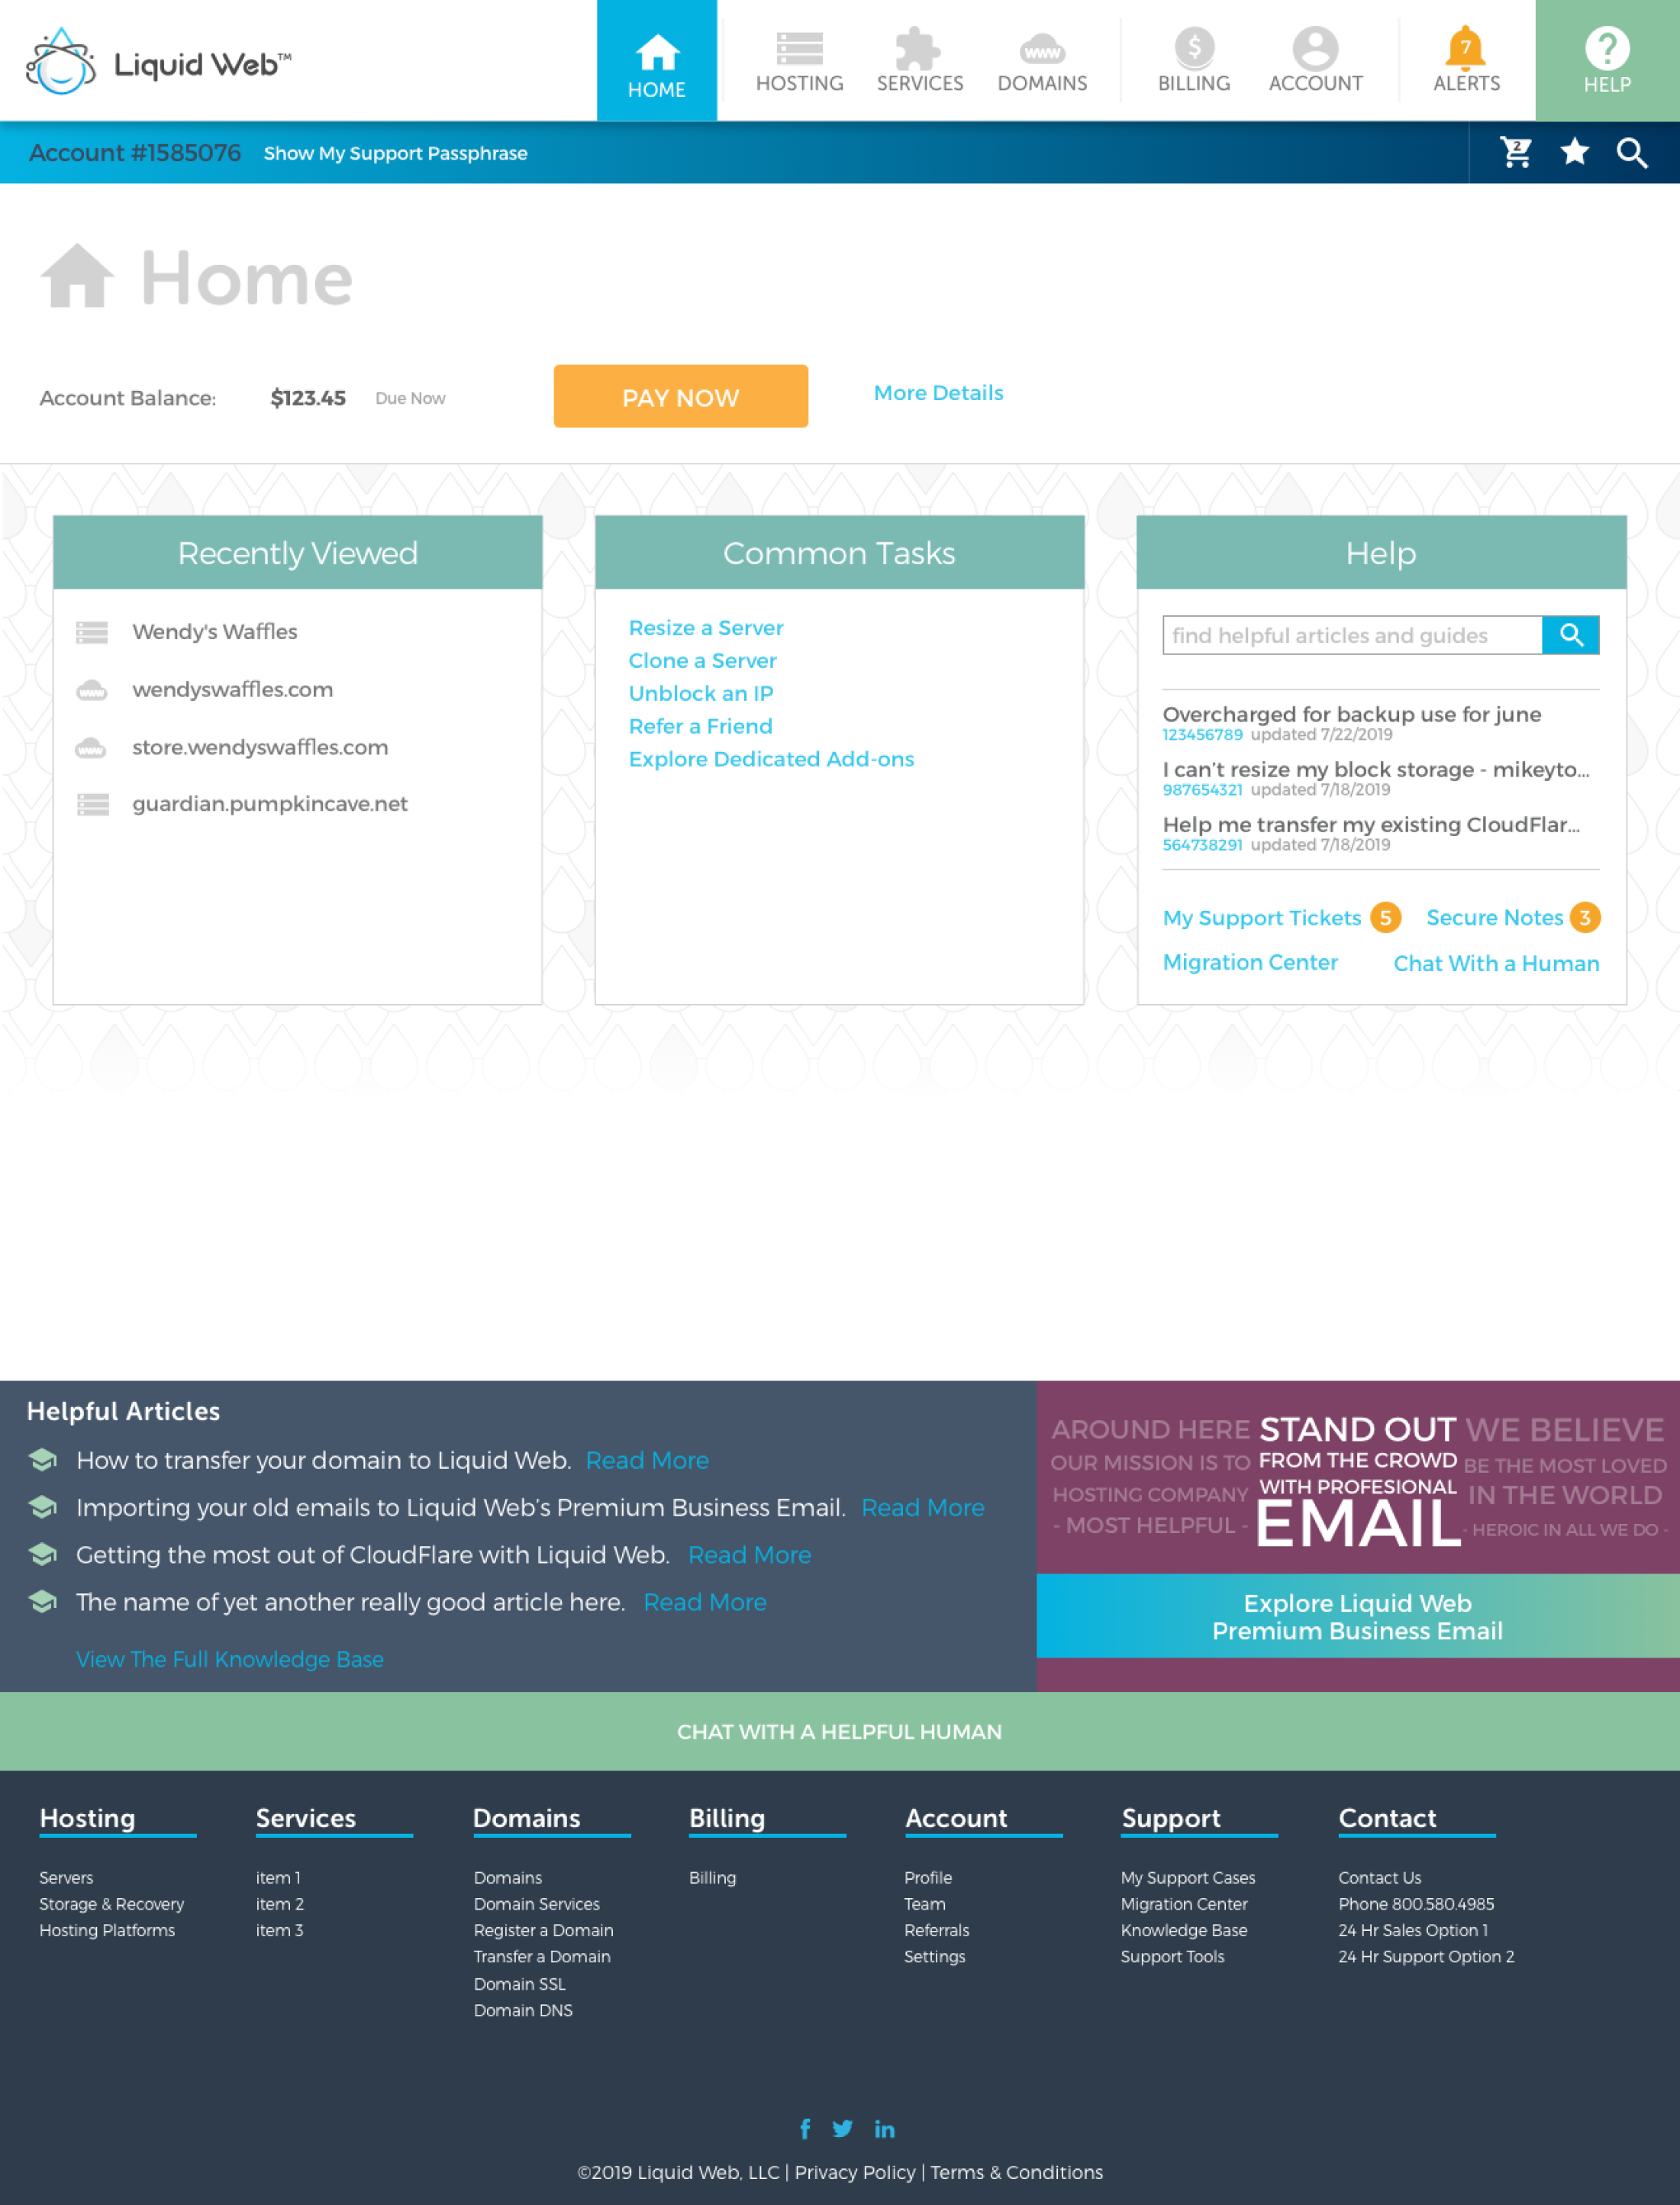 Liquid Web™
HOME
HOSTING
SERVICES
www
DOMAINS
$
BILLING
ACCOUNT
7
ALERTS
?
HELP
Account #1585076
Show My Support Passphrase
2
Home
Account Balance:
$123.45
Due Now
PAY NOW
More Details
Recently Viewed
Wendy's Waffles
www
wendyswaffles.com
www
store.wendyswaffles.com
guardian.pumpkincave.net
Common Tasks
Resize a Server
Clone a Server
Unblock an IP
Refer a Friend
Explore Dedicated Add-ons
Help
find helpful articles and guides
Overcharged for backup use for june
123456789 updated 7/22/2019
I can't resize my block storage - mikeyto...
987654321 updated 7/18/2019
Help me transfer my existing CloudFlar...
564738291 updated 7/18/2019
My Support Tickets 5
Secure Notes 3
Migration Center
Chat With a Human
Helpful Articles
How to transfer your domain to Liquid Web. Read More
Importing your old emails to Liquid Web's Premium Business Email. Read More
Getting the most out of CloudFlare with Liquid Web. Read More
The name of yet another really good article here. Read More
View The Full Knowledge Base
AROUND HERE STAND OUT WE BELIEVE
OUR MISSION IS TO FROM THE CROWD BE THE MOST LOVED
HOSTING COMPANY WITH PROFESIONAL IN THE WORLD
- MOST HELPFUL - EMAIL - HEROIC IN ALL WE DO -
Explore Liquid Web
Premium Business Email
CHAT WITH A HELPFUL HUMAN
Hosting
Servers
Storage & Recovery
Hosting Platforms
Services
item 1
item 2
item 3
Domains
Domains
Domain Services
Register a Domain
Transfer a Domain
Domain SSL
Domain DNS
Billing
Billing
Account
Profile
Team
Referrals
Settings
Support
My Support Cases
Migration Center
Knowledge Base
Support Tools
Contact
Contact Us
Phone 800.580.4985
24 Hr Sales Option 1
24 Hr Support Option 2
f
in
©2019 Liquid Web, LLC | Privacy Policy | Terms & Conditions